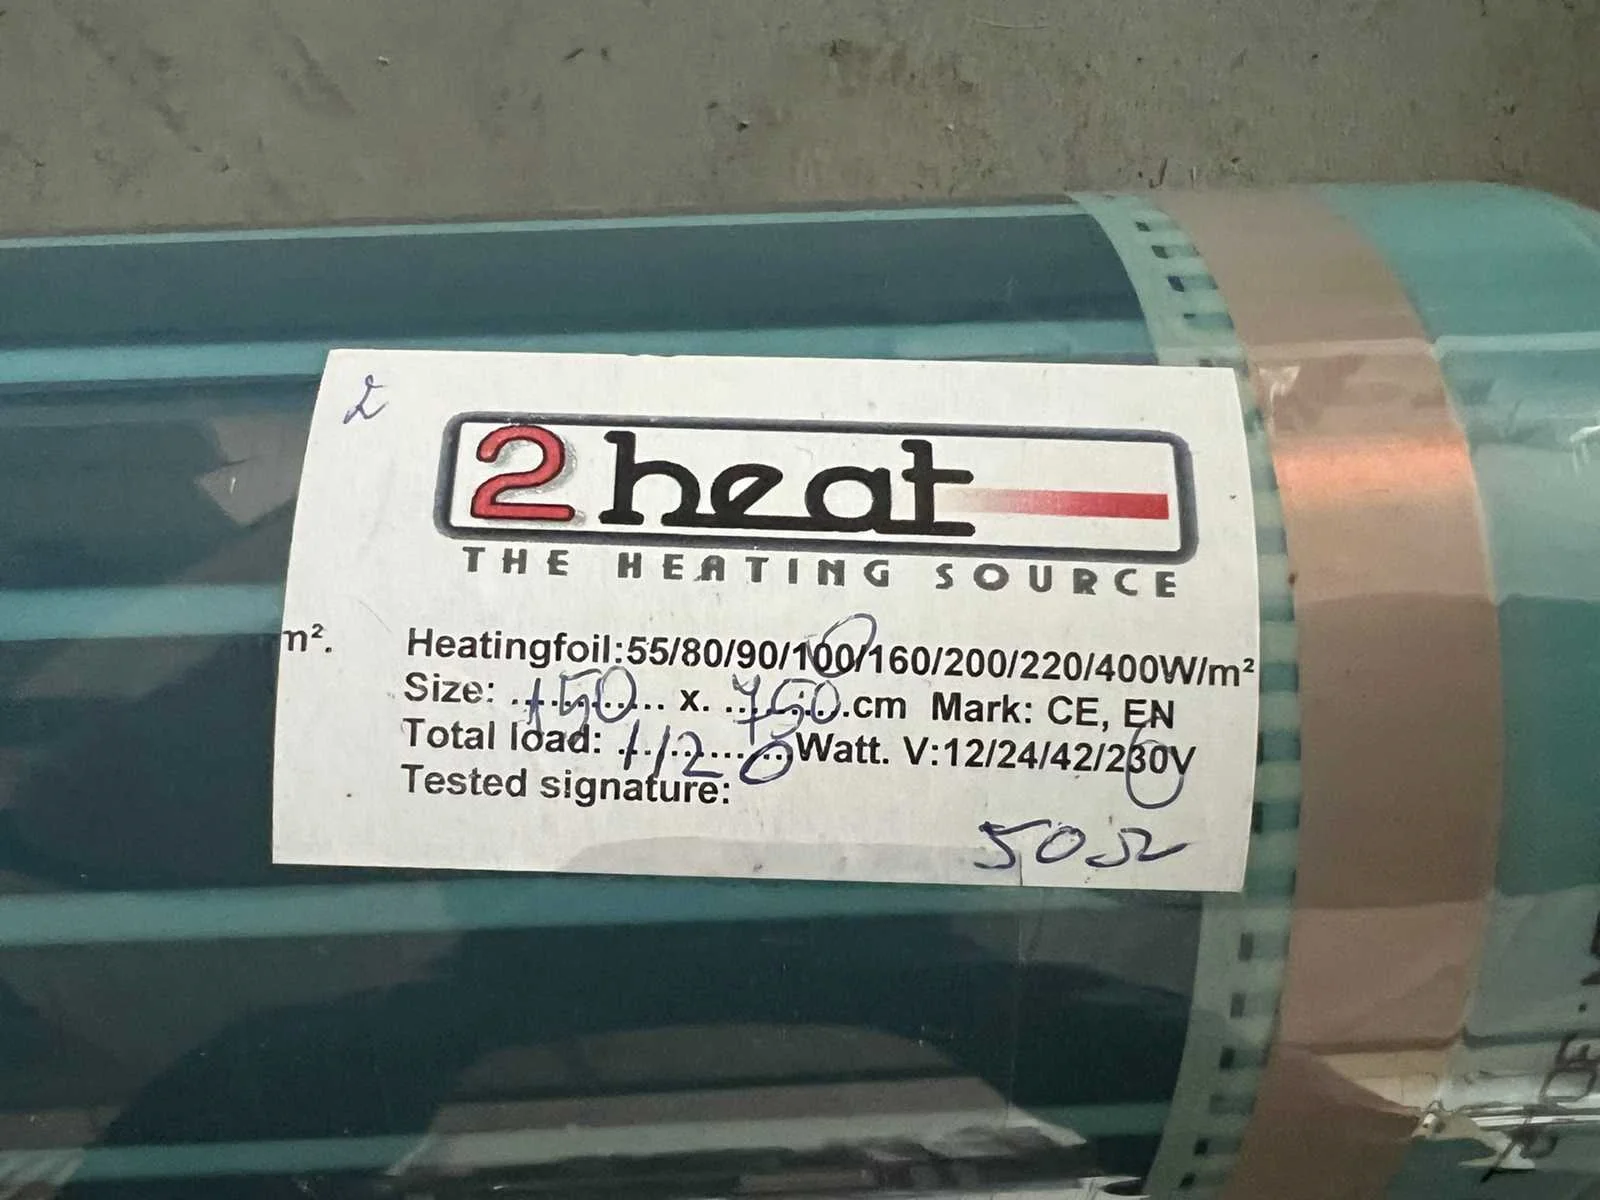 2
2heat
THE HEATING SOURCE
m². Heatingfoil:55/80/90/100/160/200/220/400W/m²
Size: 150 x. 750 cm Mark: CE, EN
Total load: 1120 Watt. V:12/24/42/230V
Tested signature:
50Ω